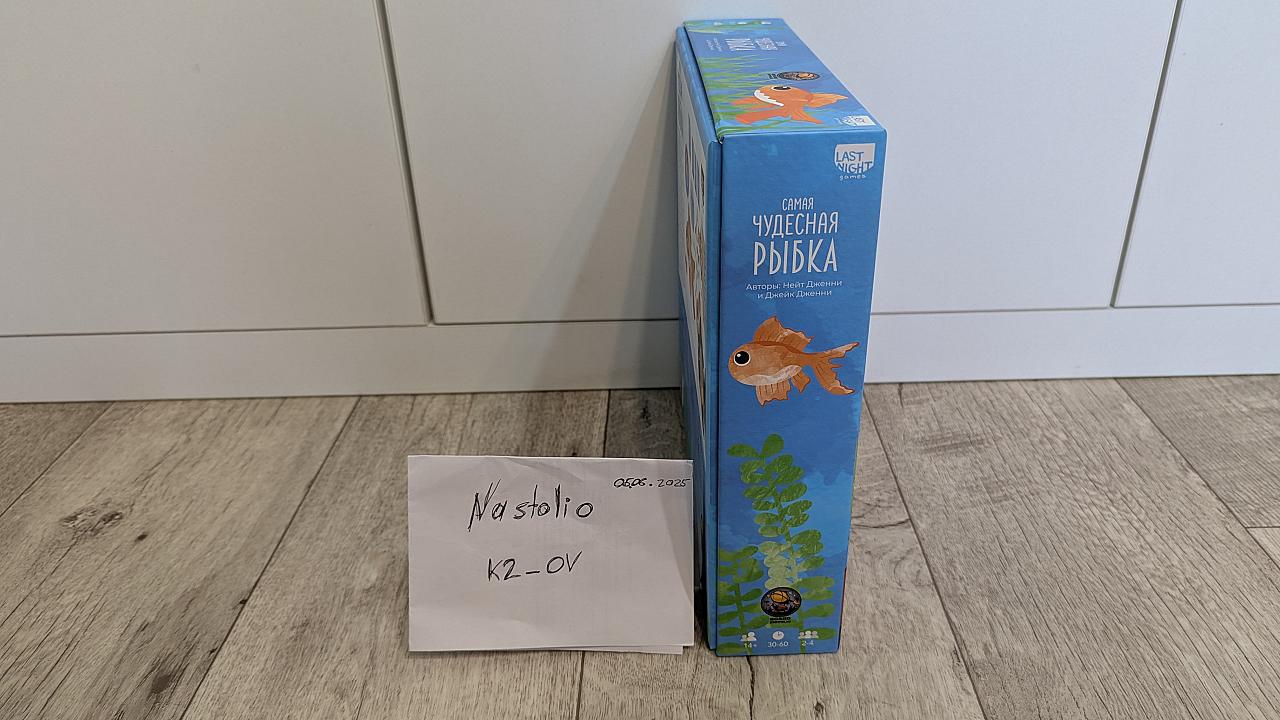 LAST
NIGHT
games
САМАЯ
ЧУДЕСНАЯ
РЫБКА
Авторы: Нейт Дженни
и Джейк Дженни
05.06.2025
Nastolio
K2_OV
14+ 30-60 2-4